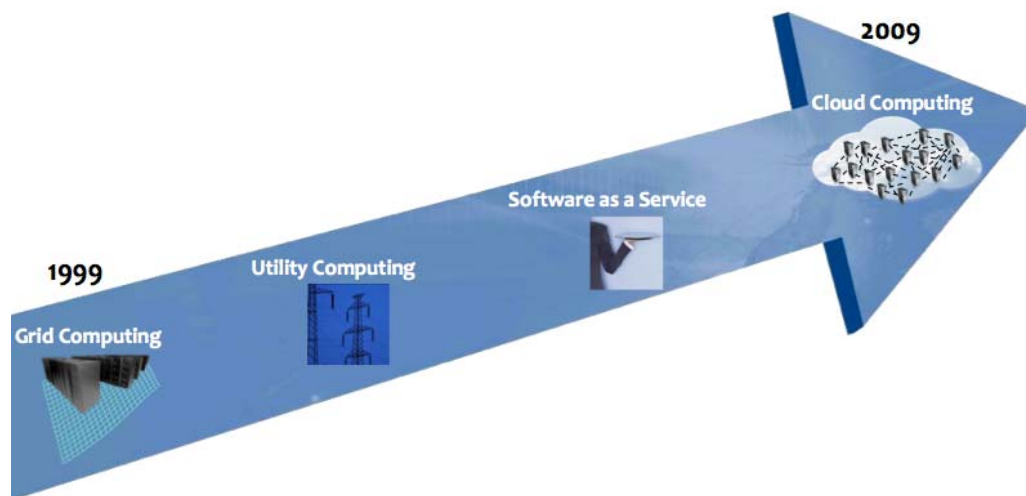 1999
Grid Computing
Utility Computing
Software as a Service
2009
Cloud Computing